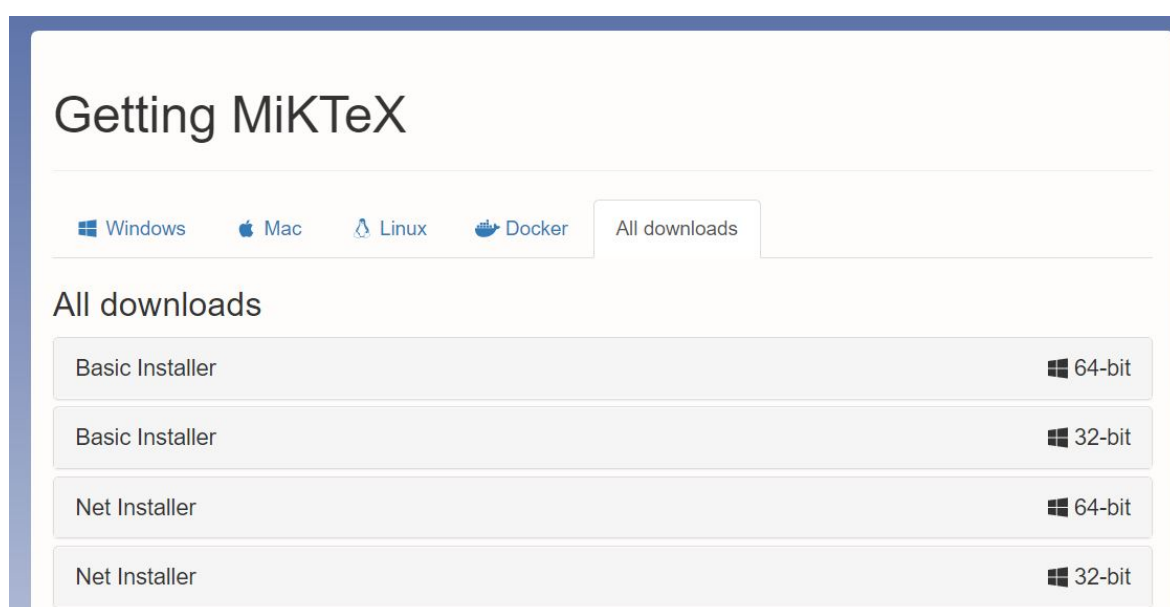 Getting MiKTeX
Windows Mac Linux Docker All downloads
All downloads
Basic Installer 64-bit
Basic Installer 32-bit
Net Installer 64-bit
Net Installer 32-bit